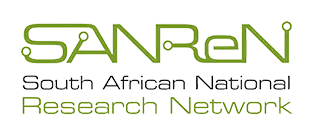 SANReN
South African National
Research Network